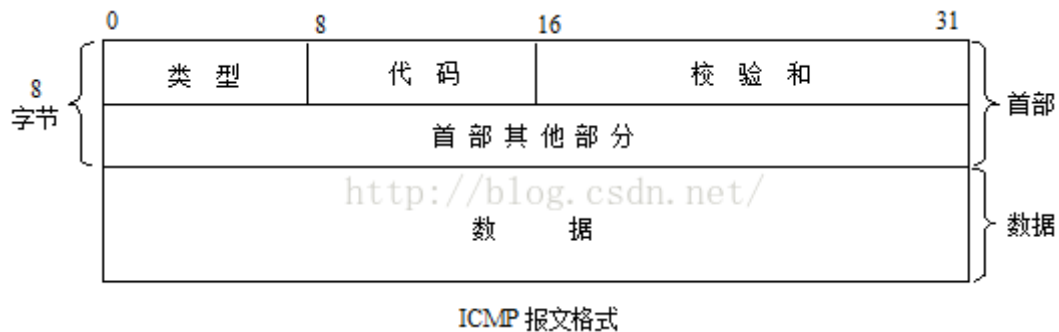 0 8 16 31
类 型 代 码 校 验 和
8
字节
首部
首 部 其 他 部 分
http://blog.csdn.net/
数 据
数据
ICMP 报文格式